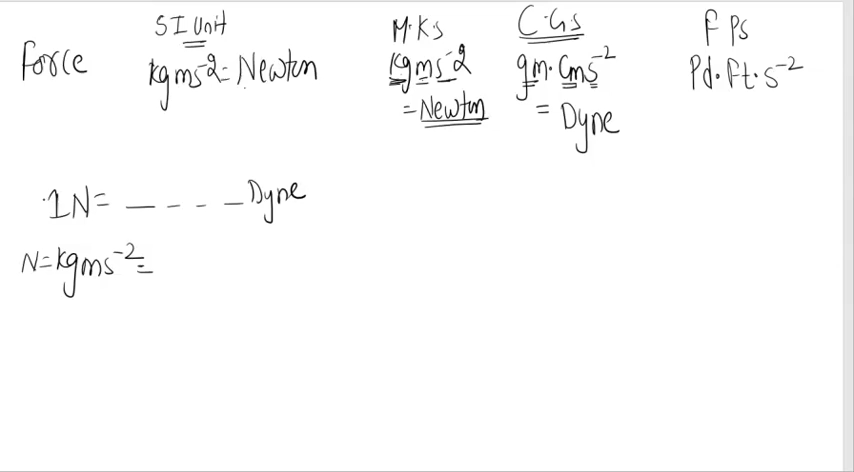 SI Unit M.K.S C.G.S F P S
Force kgms-2 = Newton kgms-2 gm.Cms-2 Pd.ft.s-2
= Newton = Dyne
1N = _ _ _ _ Dyne
N = kgms-2 =